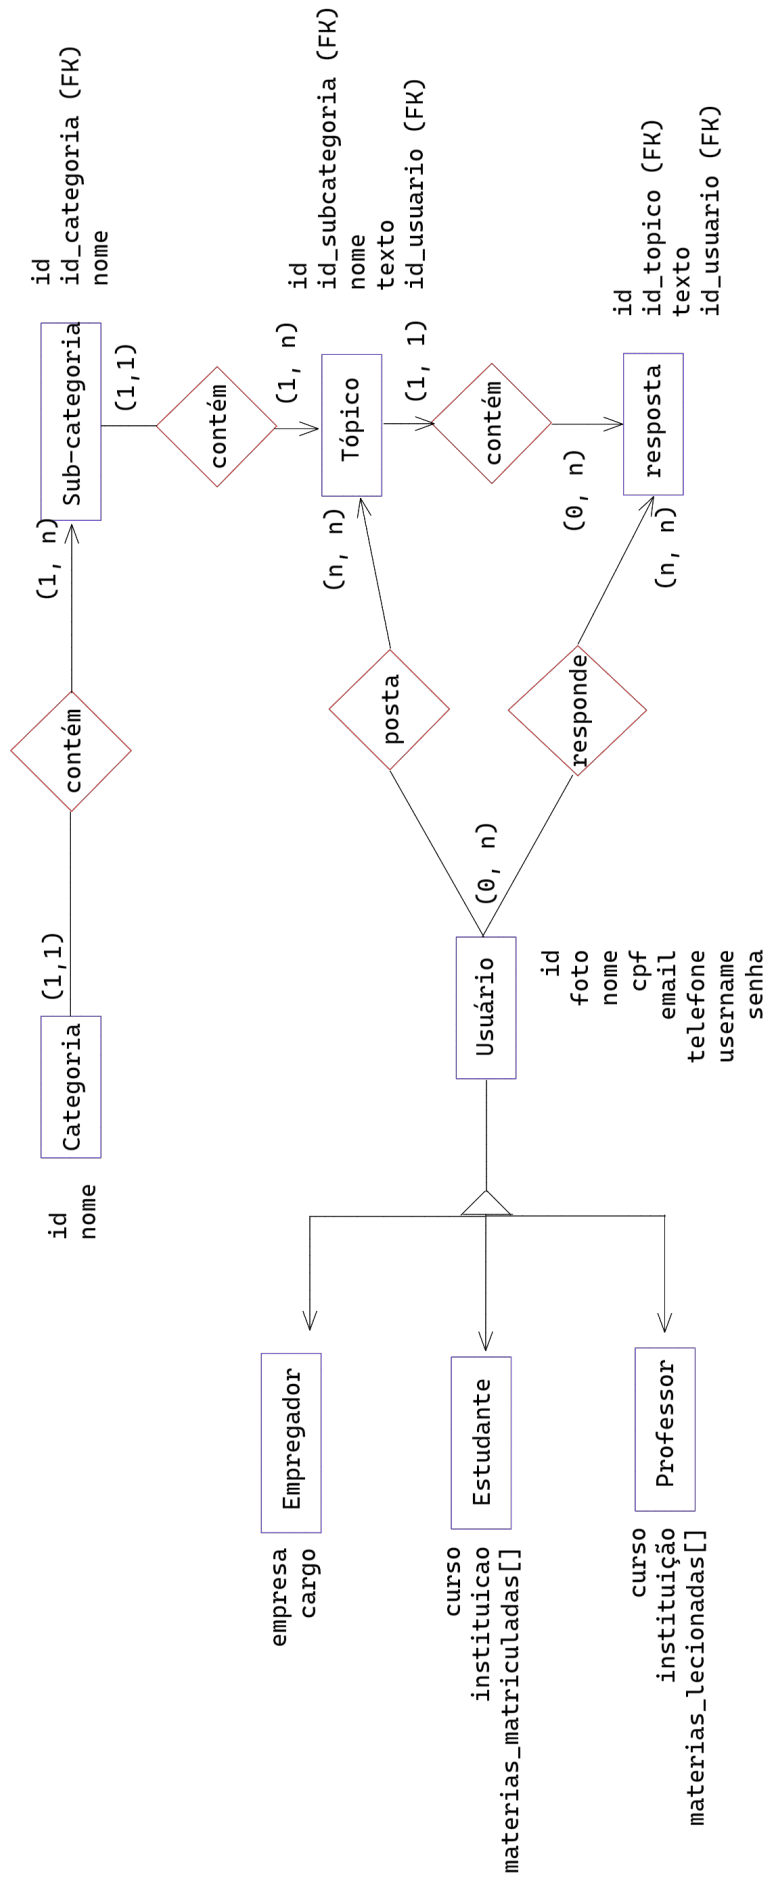 id
id_categoria (FK)
nome
Sub-categoria
(1,1)
contém
(1, n)
id
id_subcategoria (FK)
nome
texto
id_usuario (FK)
Tópico
(1, 1)
contém
(0, n)
id
id_topico (FK)
texto
id_usuario (FK)
resposta
(1, n)
contém
(1,1)
Categoria
id
nome
(n, n)
posta
(n, n)
responde
(0, n)
Usuário
id
foto
nome
cpf
email
telefone
username
senha
Empregador
empresa
cargo
Estudante
curso
instituicao
materias_matriculadas[]
Professor
curso
instituição
materias_lecionadas[]